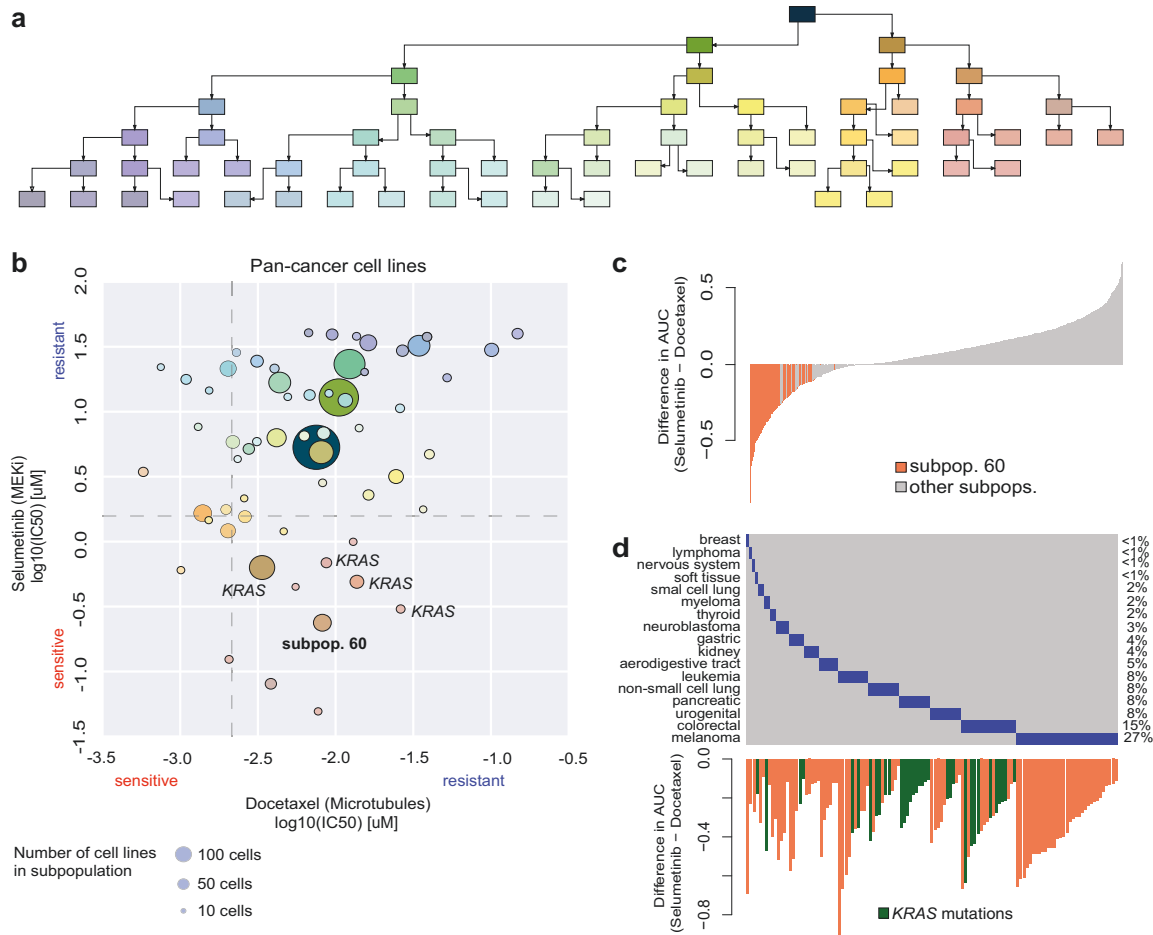 a
b
Pan-cancer cell lines
Selumetinib (MEKi)
log10(IC50) [uM]
resistant
sensitive
2.0
1.5
1.0
0.5
0.0
-0.5
-1.0
-1.5
KRAS
KRAS
KRAS
KRAS
subpop. 60
-3.5
-3.0
-2.5
-2.0
-1.5
-1.0
-0.5
sensitive
resistant
Docetaxel (Microtubules)
log10(IC50) [uM]
Number of cell lines
in subpopulation
100 cells
50 cells
10 cells
c
Difference in AUC
(Selumetinib − Docetaxel)
0.5
0.0
−0.5
subpop. 60
other subpops.
d
breast <1%
lymphoma <1%
nervous system <1%
soft tissue <1%
smal cell lung 2%
myeloma 2%
thyroid 2%
neuroblastoma 3%
gastric 4%
kidney 4%
aerodigestive tract 5%
leukemia 8%
non-small cell lung 8%
pancreatic 8%
urogenital 8%
colorectal 15%
melanoma 27%
Difference in AUC
(Selumetinib − Docetaxel)
0.0
−0.4
−0.8
KRAS mutations